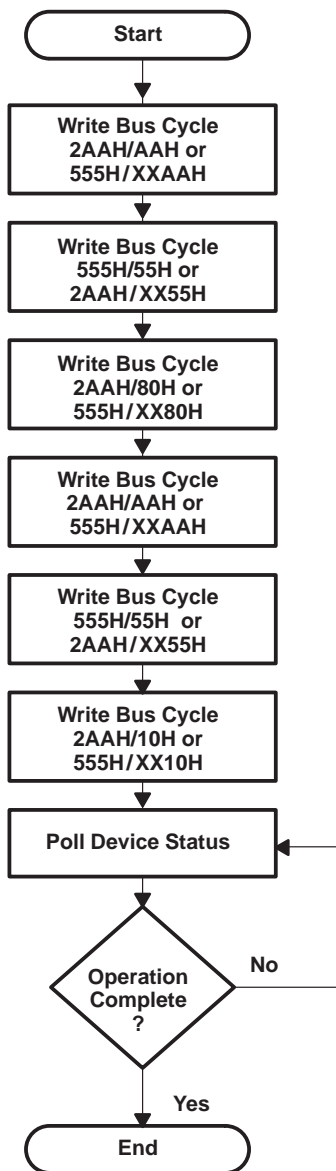 Start
Write Bus Cycle
2AAH/AAH or
555H/XXAAH
Write Bus Cycle
555H/55H or
2AAH/XX55H
Write Bus Cycle
2AAH/80H or
555H/XX80H
Write Bus Cycle
2AAH/AAH or
555H/XXAAH
Write Bus Cycle
555H/55H or
2AAH/XX55H
Write Bus Cycle
2AAH/10H or
555H/XX10H
Poll Device Status
Operation
Complete
?
No
Yes
End